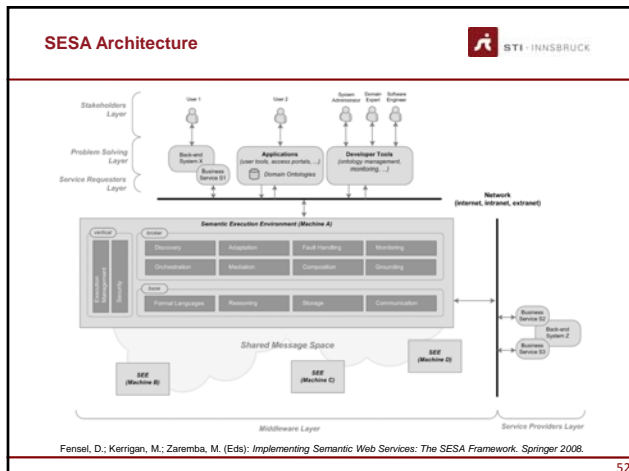 SESA Architecture
STI · INNSBRUCK
Stakeholders
Layer
User 1
User 2
System
Administrator
Domain
Expert
Software
Engineer
Problem Solving
Layer
Back-end
System X
Business
Service S1
Applications
(user tools, access portals, ...)
Domain Ontologies
Developer Tools
(ontology management,
monitoring, ...)
Service Requesters
Layer
Network
(internet, intranet, extranet)
Semantic Execution Environment (Machine A)
vertical
broker
Discovery
Adaptation
Fault Handling
Monitoring
Orchestration
Mediation
Composition
Grounding
Execution
Management
Security
base
Formal Languages
Reasoning
Storage
Communication
Business
Service S2
Back-end
System Z
Business
Service S3
Shared Message Space
SEE
(Machine B)
SEE
(Machine C)
SEE
(Machine D)
Middleware Layer
Service Providers Layer
Fensel, D.; Kerrigan, M.; Zaremba, M. (Eds): Implementing Semantic Web Services: The SESA Framework. Springer 2008.
52